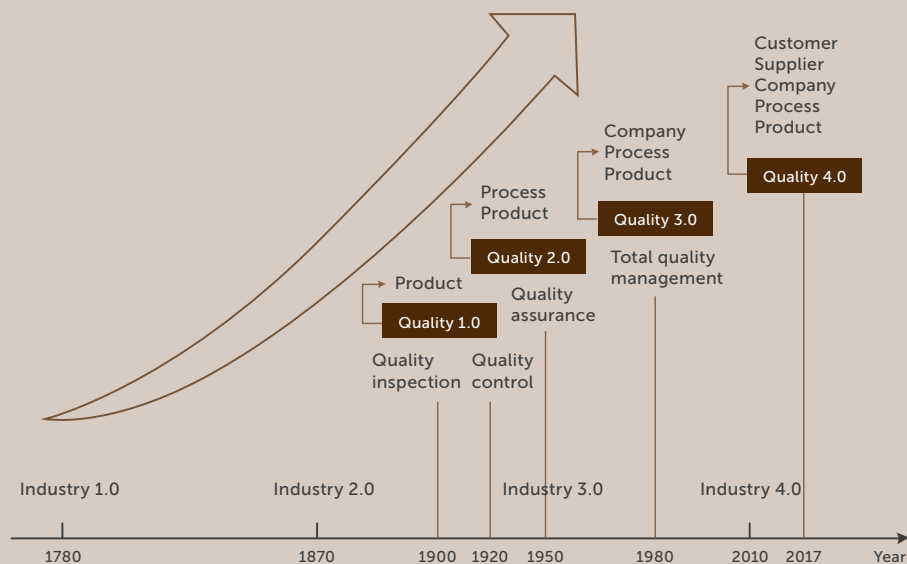 Customer
Supplier
Company
Process
Product
Quality 4.0
Company
Process
Product
Quality 3.0
Total quality
management
Process
Product
Quality 2.0
Quality
assurance
Product
Quality 1.0
Quality
inspection
Quality
control
Industry 1.0
Industry 2.0
Industry 3.0
Industry 4.0
1780
1870
1900
1920
1950
1980
2010
2017
Year